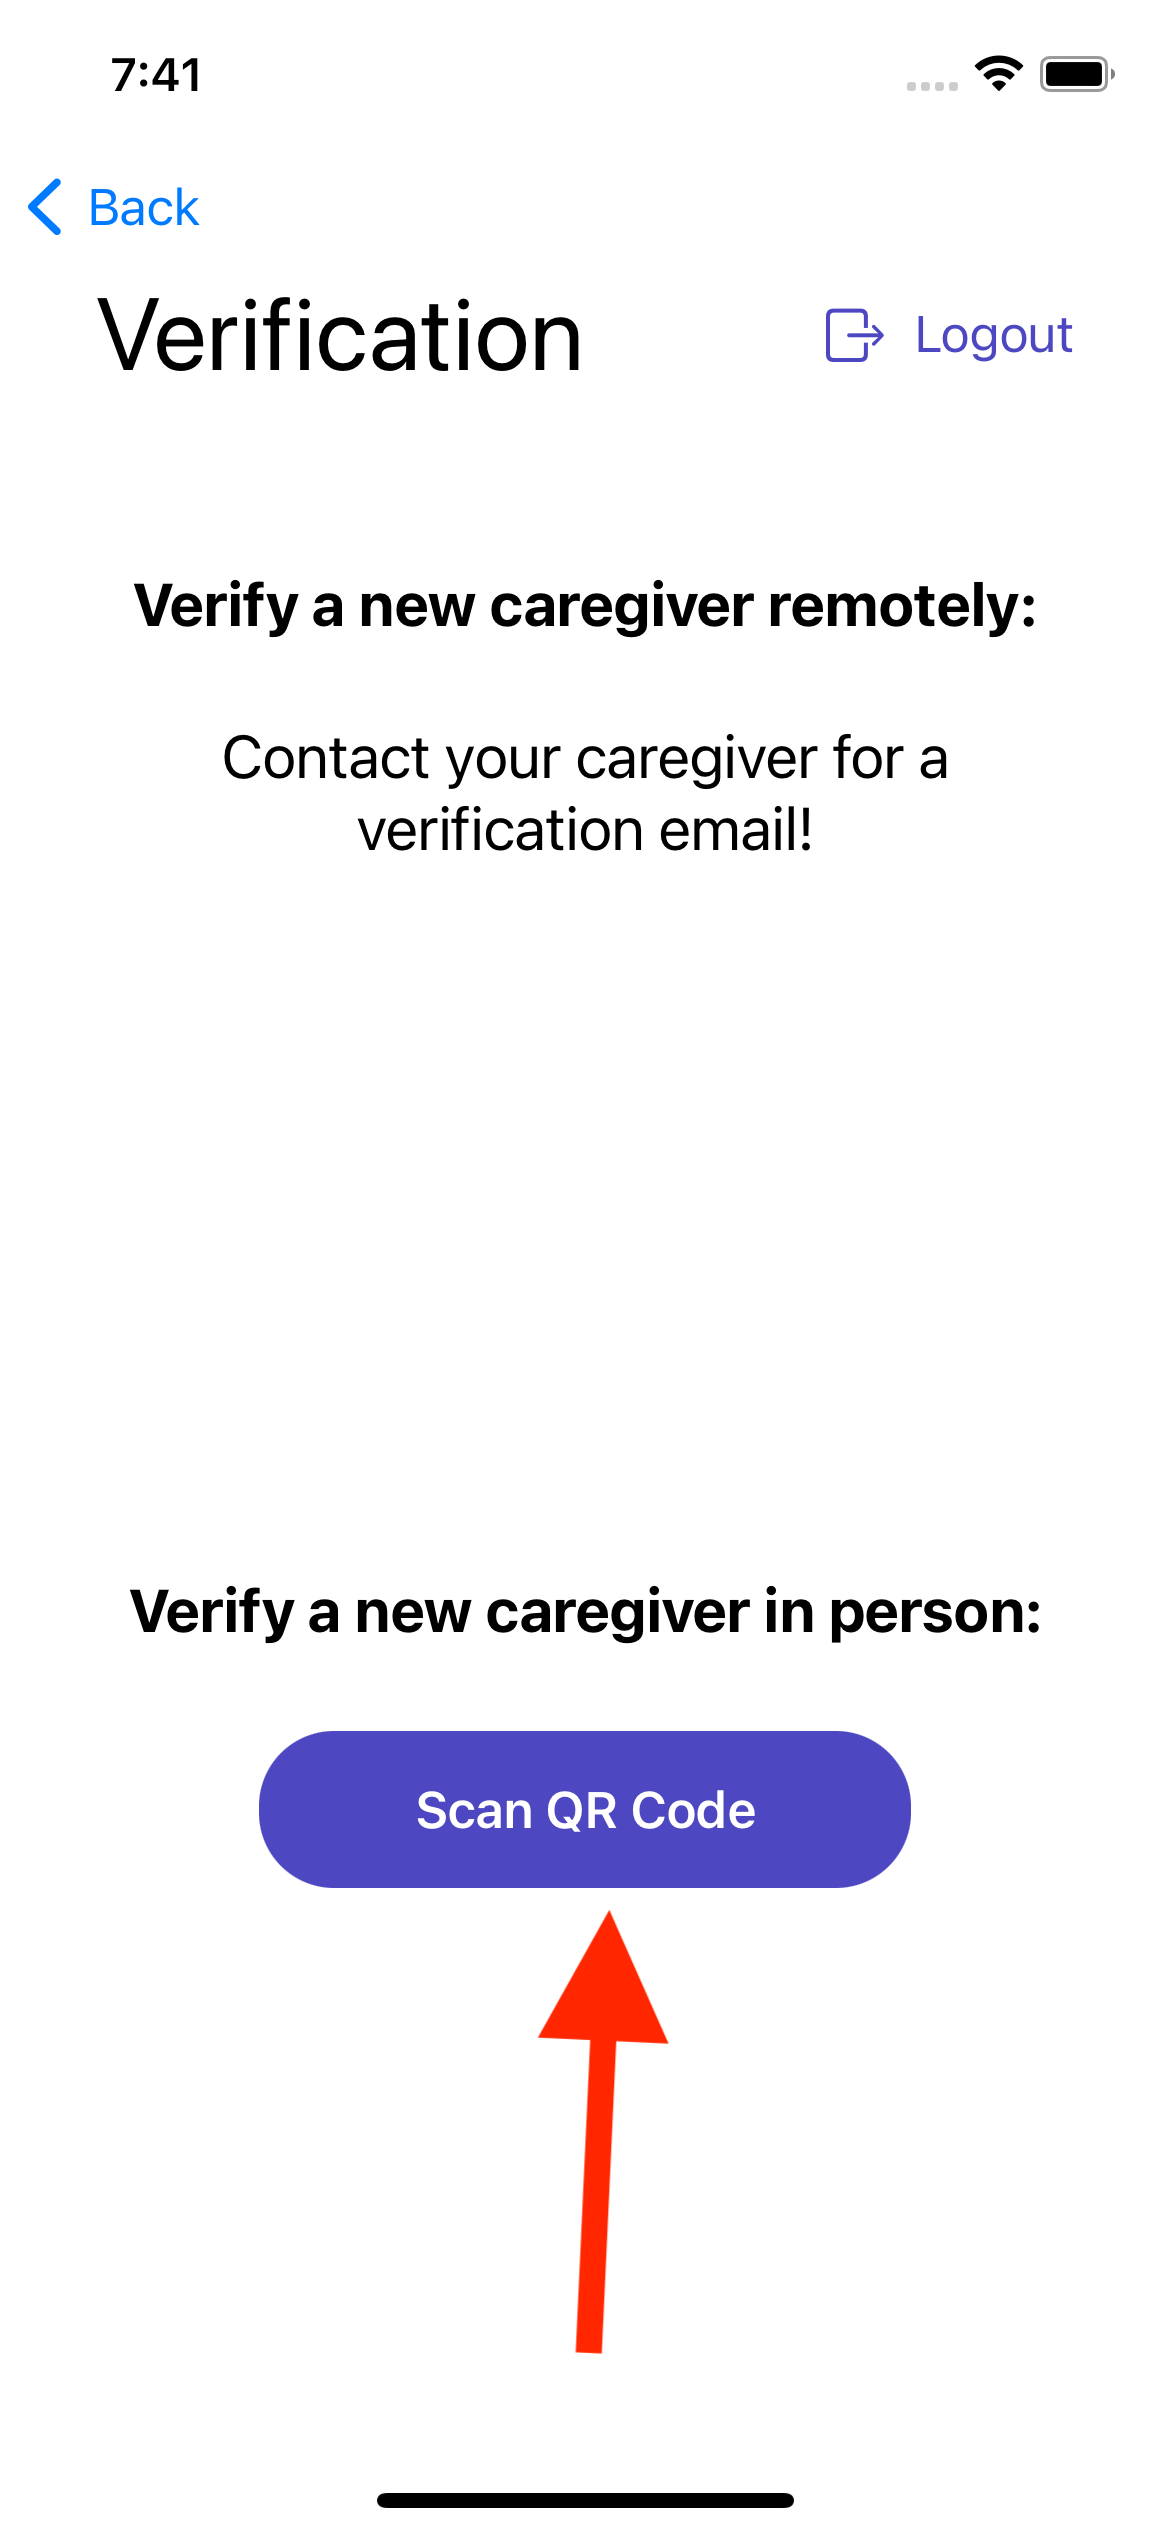 7:41
Back
Verification
Logout
Verify a new caregiver remotely:
Contact your caregiver for a
verification email!
Verify a new caregiver in person:
Scan QR Code